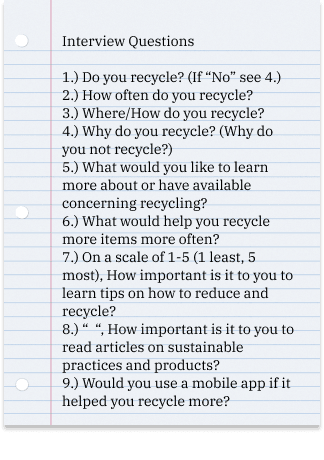 Interview Questions
1.) Do you recycle? (If “No” see 4.)
2.) How often do you recycle?
3.) Where/How do you recycle?
4.) Why do you recycle? (Why do
you not recycle?)
5.) What would you like to learn
more about or have available
concerning recycling?
6.) What would help you recycle
more items more often?
7.) On a scale of 1-5 (1 least, 5
most), How important is it to you to
learn tips on how to reduce and
recycle?
8.) “  “, How important is it to you to
read articles on sustainable
practices and products?
9.) Would you use a mobile app if it
helped you recycle more?